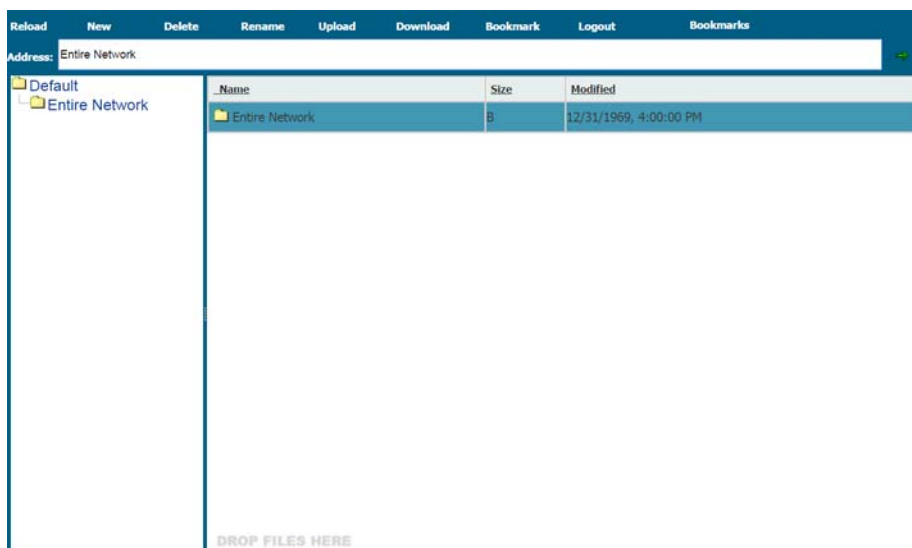 Reload New Delete Rename Upload Download Bookmark Logout Bookmarks
Address: Entire Network
Default
Entire Network
Name Size Modified
Entire Network B 12/31/1969, 4:00:00 PM
DROP FILES HERE